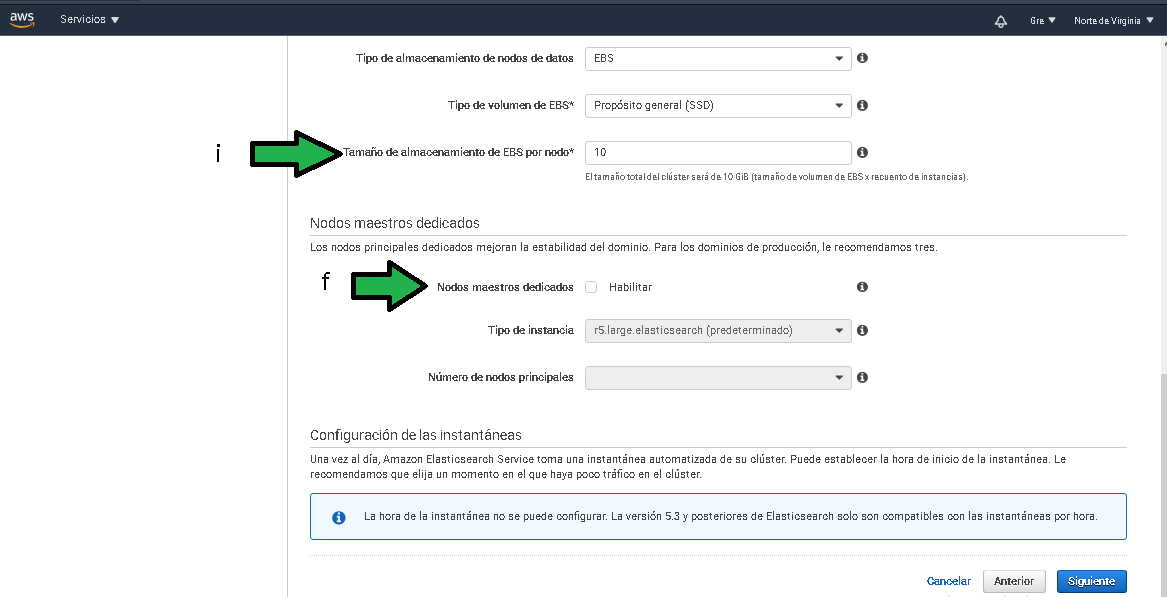 aws Servicios Gre Norte de Virginia
Tipo de almacenamiento de nodos de datos EBS
Tipo de volumen de EBS* Propósito general (SSD)
i Tamaño de almacenamiento de EBS por nodo* 10
El tamaño total del clúster será de 10 GiB (tamaño de volumen de EBS x recuento de instancias).
Nodos maestros dedicados
Los nodos principales dedicados mejoran la estabilidad del dominio. Para los dominios de producción, le recomendamos tres.
f Nodos maestros dedicados Habilitar
Tipo de instancia r5.large.elasticsearch (predeterminado)
Número de nodos principales
Configuración de las instantáneas
Una vez al día, Amazon Elasticsearch Service toma una instantánea automatizada de su clúster. Puede establecer la hora de inicio de la instantánea. Le
recomendamos que elija un momento en el que haya poco tráfico en el clúster.
La hora de la instantánea no se puede configurar. La versión 5.3 y posteriores de Elasticsearch solo son compatibles con las instantáneas por hora.
Cancelar Anterior Siguiente